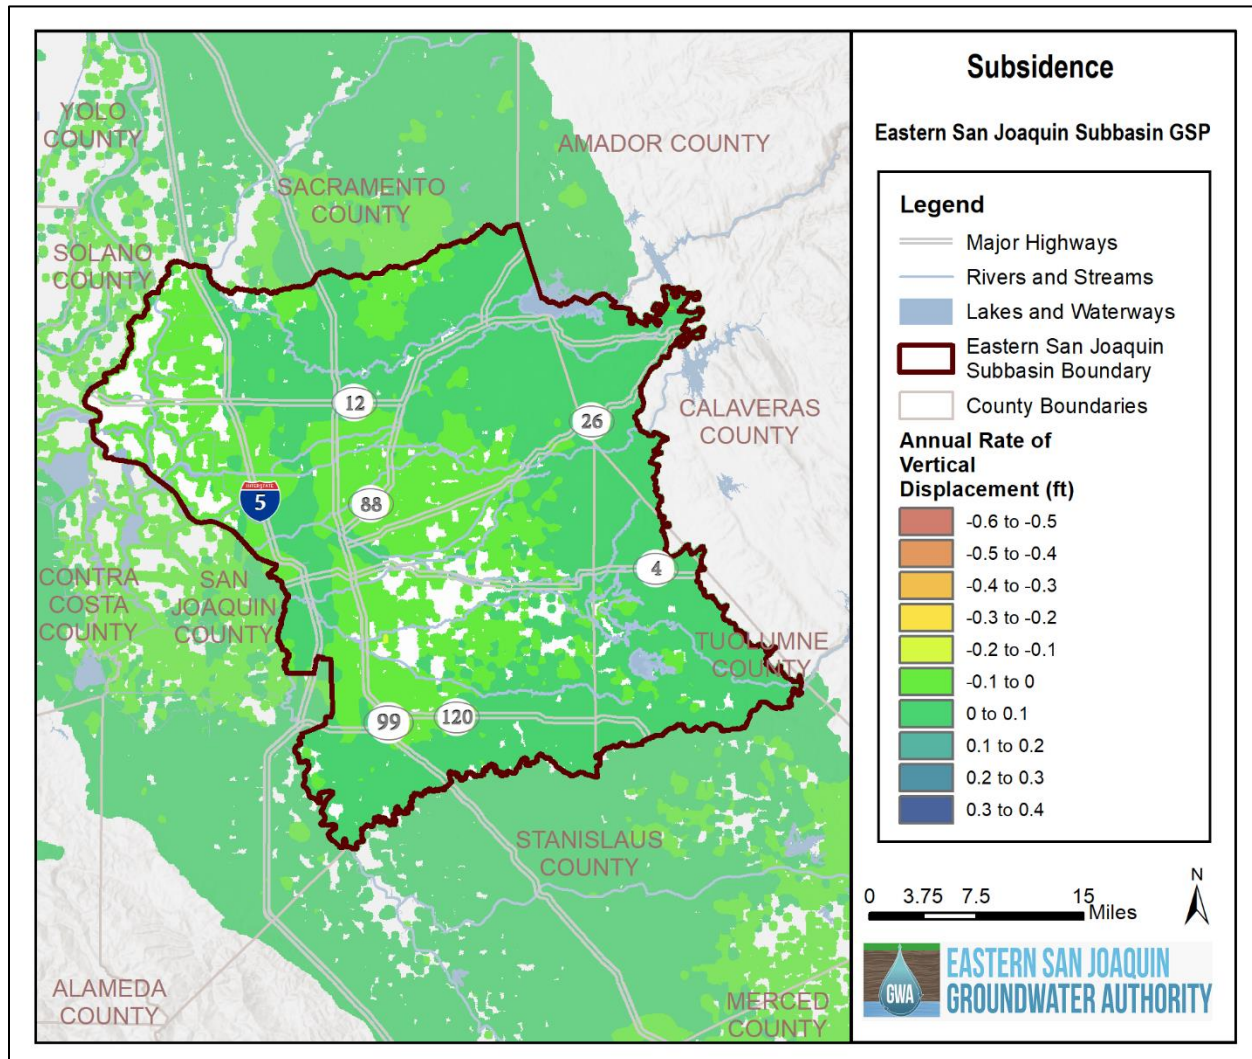 YOLO
COUNTY
AMADOR COUNTY
SACRAMENTO
COUNTY
SOLANO
COUNTY
12
26
CALAVERAS
COUNTY
INTERSTATE
5
88
4
CONTRA
COSTA
COUNTY
SAN
JOAQUIN
COUNTY
TUOLUMNE
COUNTY
99
120
STANISLAUS
COUNTY
ALAMEDA
COUNTY
MERCED
COUNTY
Subsidence
Eastern San Joaquin Subbasin GSP
Legend
Major Highways
Rivers and Streams
Lakes and Waterways
Eastern San Joaquin
Subbasin Boundary
County Boundaries
Annual Rate of
Vertical
Displacement (ft)
-0.6 to -0.5
-0.5 to -0.4
-0.4 to -0.3
-0.3 to -0.2
-0.2 to -0.1
-0.1 to 0
0 to 0.1
0.1 to 0.2
0.2 to 0.3
0.3 to 0.4
N
0 3.75 7.5 15
Miles
GWA
EASTERN SAN JOAQUIN
GROUNDWATER AUTHORITY